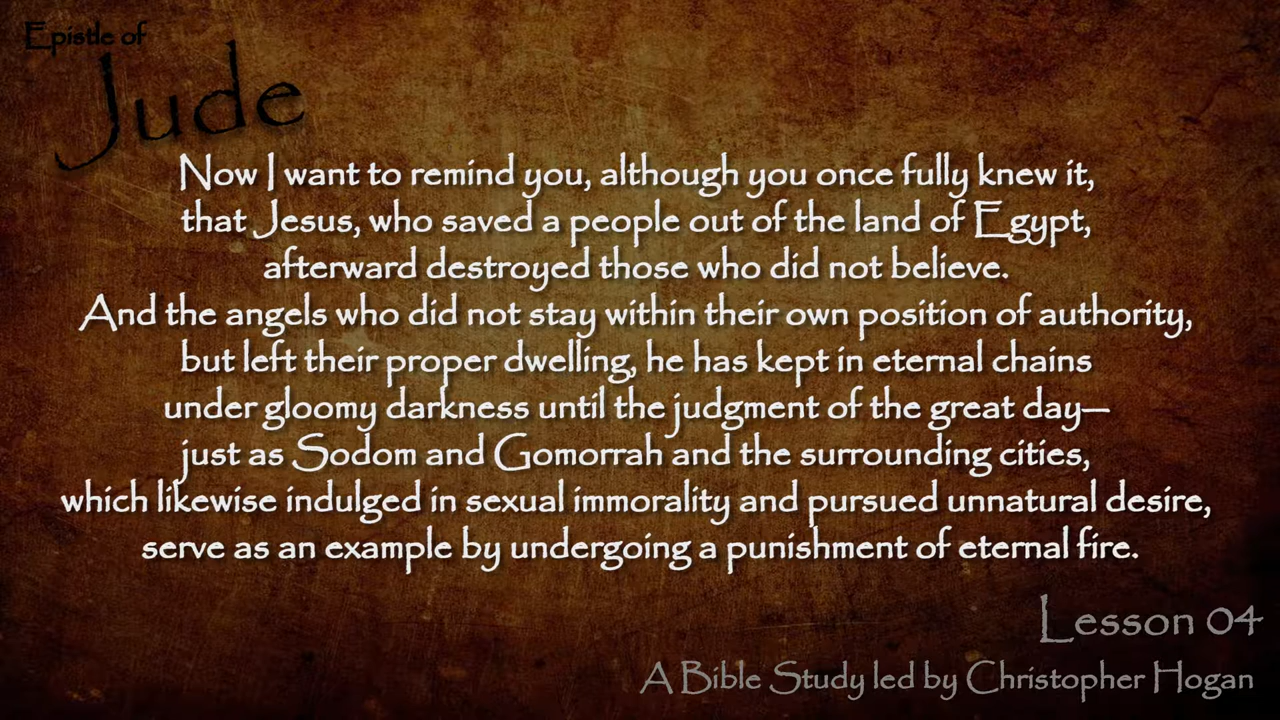 Epistle of
Jude
Now I want to remind you, although you once fully knew it,
that Jesus, who saved a people out of the land of Egypt,
afterward destroyed those who did not believe.
And the angels who did not stay within their own position of authority,
but left their proper dwelling, he has kept in eternal chains
under gloomy darkness until the judgment of the great day—
just as Sodom and Gomorrah and the surrounding cities,
which likewise indulged in sexual immorality and pursued unnatural desire,
serve as an example by undergoing a punishment of eternal fire.
Lesson 04
A Bible Study led by Christopher Hogan